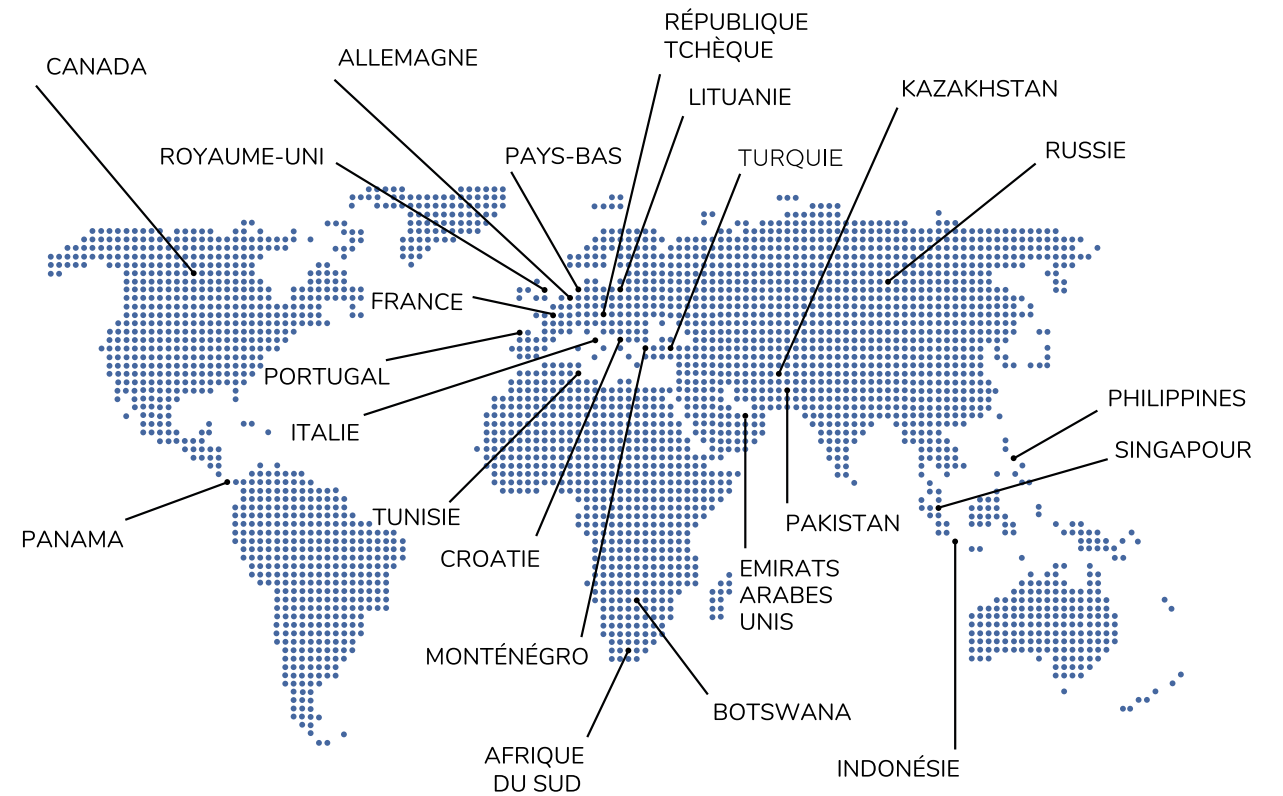 RÉPUBLIQUE
TCHÈQUE
CANADA
ALLEMAGNE
LITUANIE
KAZAKHSTAN
ROYAUME-UNI
PAYS-BAS
TURQUIE
RUSSIE
FRANCE
PORTUGAL
ITALIE
PHILIPPINES
SINGAPOUR
PANAMA
TUNISIE
CROATIE
PAKISTAN
EMIRATS
ARABES
UNIS
MONTÉNÉGRO
BOTSWANA
AFRIQUE
DU SUD
INDONÉSIE